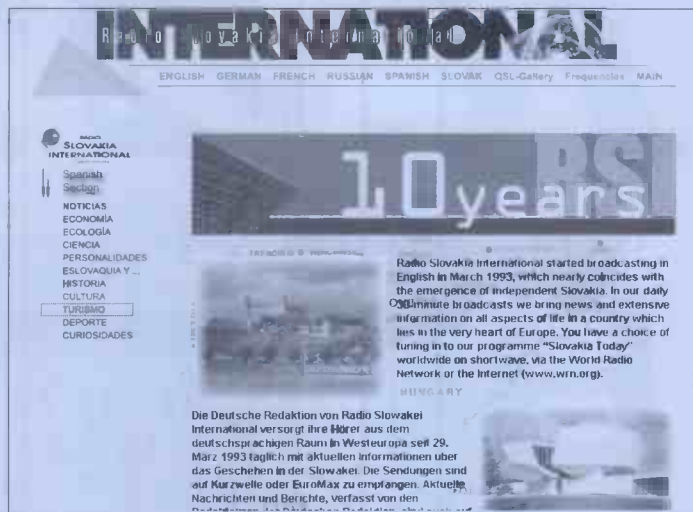 INTERNATIONAL
Radio Slovakia International
ENGLISH GERMAN FRENCH RUSSIAN SPANISH SLOVAK QSL-Gallery Frequencies MAIN
RADIO
SLOVAKIA
INTERNATIONAL
Spanish
Section
NOTICIAS
ECONOMÍA
ECOLOGÍA
CIENCIA
PERSONALIDADES
ESLOVAQUIA Y ...
HISTORIA
CULTURA
TURISMO
DEPORTE
CURIOSIDADES
RSI
10 years
Radio Slovakia International started broadcasting in
English in March 1993, which nearly coincides with
the emergence of independent Slovakia. In our daily
30-minute broadcasts we bring news and extensive
information on all aspects of life in a country which
lies in the very heart of Europe. You have a choice of
tuning in to our programme "Slovakia Today"
worldwide on shortwave, via the World Radio
Network or the Internet (www.wrn.org).
HUNGARY
Die Deutsche Redaktion von Radio Slowakei
International versorgt ihre Hörer aus dem
deutschsprachigen Raum in Westeuropa seit 29.
März 1993 täglich mit aktuellen Informationen über
das Geschehen in der Slowakei. Die Sendungen sind
auf Kurzwelle oder EuroMax zu empfangen. Aktuelle
Nachrichten und Berichte, verfasst von den